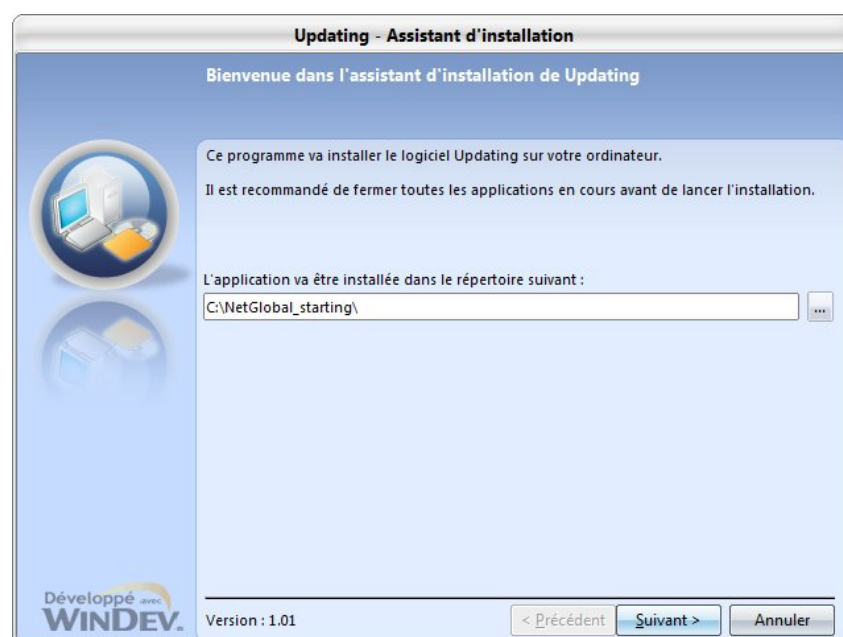 Updating - Assistant d'installation
Bienvenue dans l'assistant d'installation de Updating
Ce programme va installer le logiciel Updating sur votre ordinateur.
Il est recommandé de fermer toutes les applications en cours avant de lancer l'installation.
L'application va être installée dans le répertoire suivant :
C:\NetGlobal_starting\
...
Développé avec
WINDEV.
Version : 1.01
< Précédent
Suivant >
Annuler